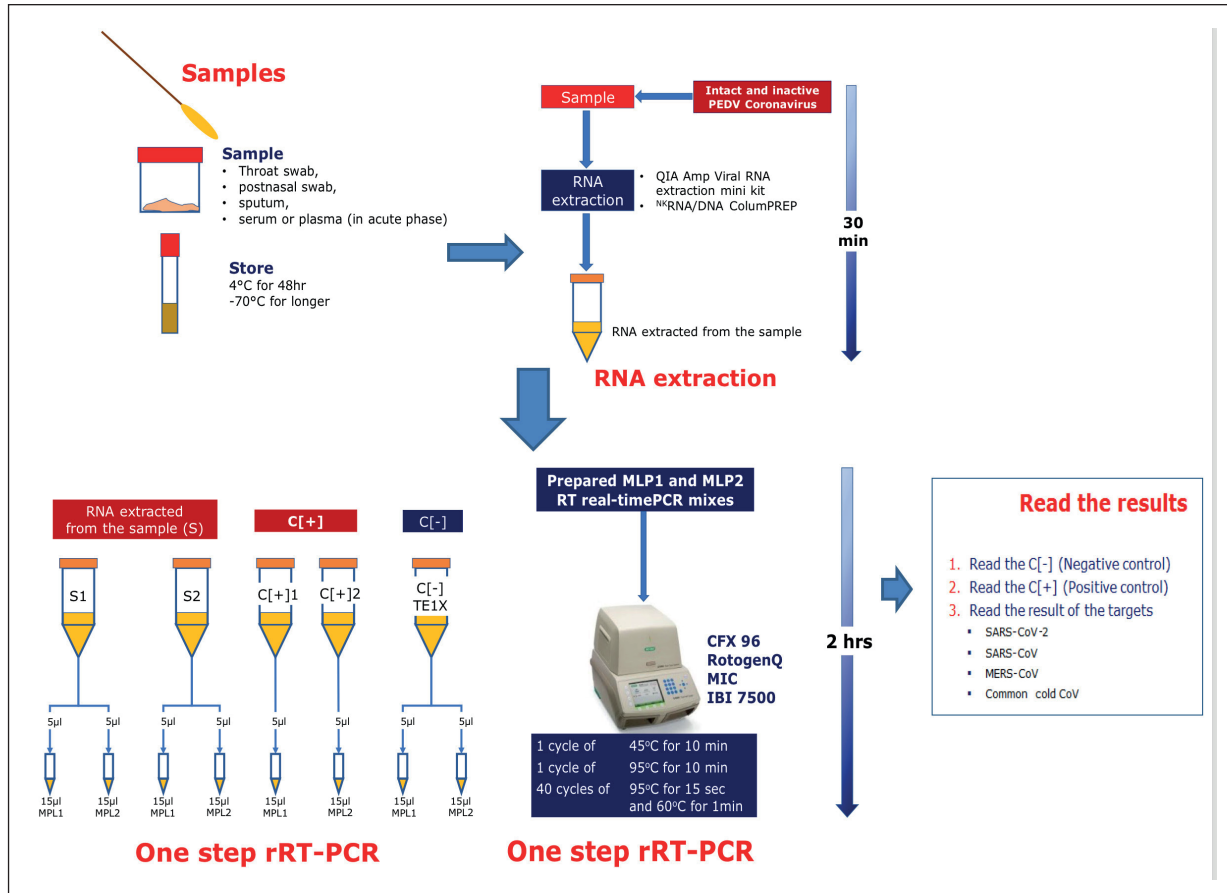 Samples
Sample
• Throat swab,
• postnasal swab,
• sputum,
• serum or plasma (in acute phase)
Store
4°C for 48hr
-70°C for longer
Sample
Intact and inactive
PEDV Coronavirus
RNA
extraction
• QIA Amp Viral RNA
extraction mini kit
• NKRNA/DNA ColumPREP
30
min
RNA extracted from the sample
RNA extraction
RNA extracted
from the sample (S)
C[+]
C[-]
S1
S2
C[+]1
C[+]2
C[-]
TE1X
5µl
5µl
5µl
5µl
5µl
5µl
5µl
5µl
15µl
MPL1
15µl
MPL2
15µl
MPL1
15µl
MPL2
15µl
MPL1
15µl
MPL2
15µl
MPL1
15µl
MPL2
One step rRT-PCR
Prepared MLP1 and MLP2
RT real-timePCR mixes
CFX 96
RotogenQ
MIC
IBI 7500
1 cycle of 45°C for 10 min
1 cycle of 95°C for 10 min
40 cycles of 95°C for 15 sec
and 60°C for 1min
One step rRT-PCR
2 hrs
Read the results
1. Read the C[-] (Negative control)
2. Read the C[+] (Positive control)
3. Read the result of the targets
▪ SARS-CoV-2
▪ SARS-CoV
▪ MERS-CoV
▪ Common cold CoV